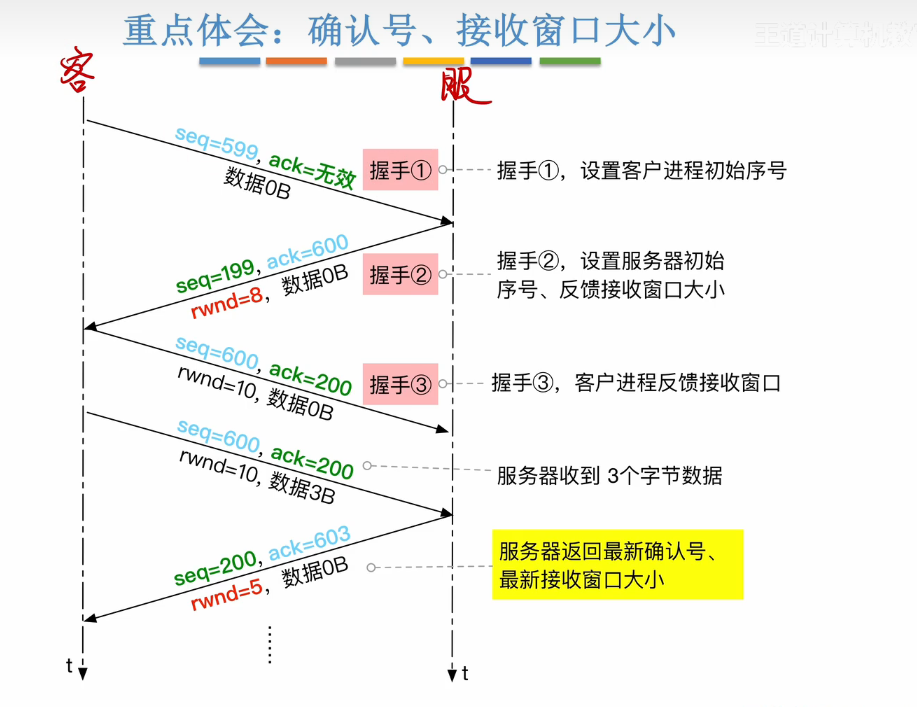 重点体会：确认号、接收窗口大小
客
服
seq=599, ack=无效
数据0B
握手①
握手①，设置客户进程初始序号
seq=199, ack=600
rwnd=8，数据0B
握手②
握手②，设置服务器初始
序号、反馈接收窗口大小
seq=600, ack=200
rwnd=10, 数据0B
握手③
握手③，客户进程反馈接收窗口
seq=600, ack=200
rwnd=10, 数据3B
服务器收到 3个字节数据
seq=200, ack=603
rwnd=5，数据0B
服务器返回最新确认号、
最新接收窗口大小
t
t